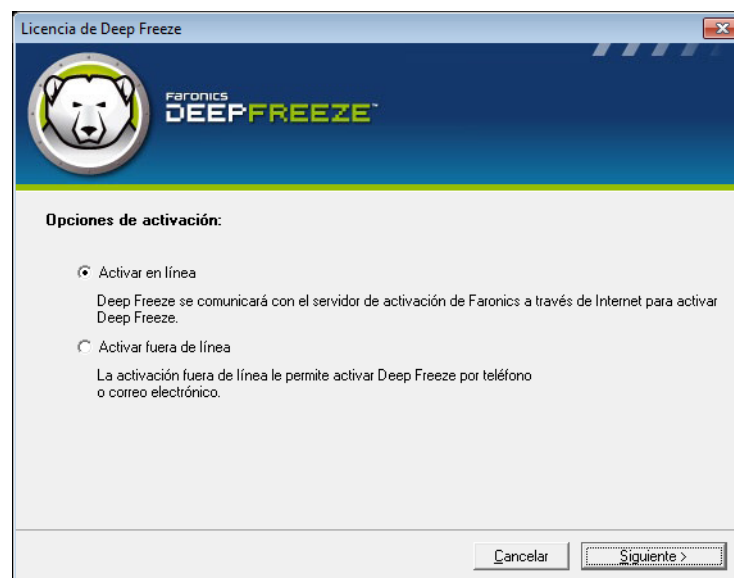 Licencia de Deep Freeze
Faronics
DEEPFREEZE™
Opciones de activación:
Activar en línea
Deep Freeze se comunicará con el servidor de activación de Faronics a través de Internet para activar
Deep Freeze.
Activar fuera de línea
La activación fuera de línea le permite activar Deep Freeze por teléfono
o correo electrónico.
Cancelar
Siguiente >